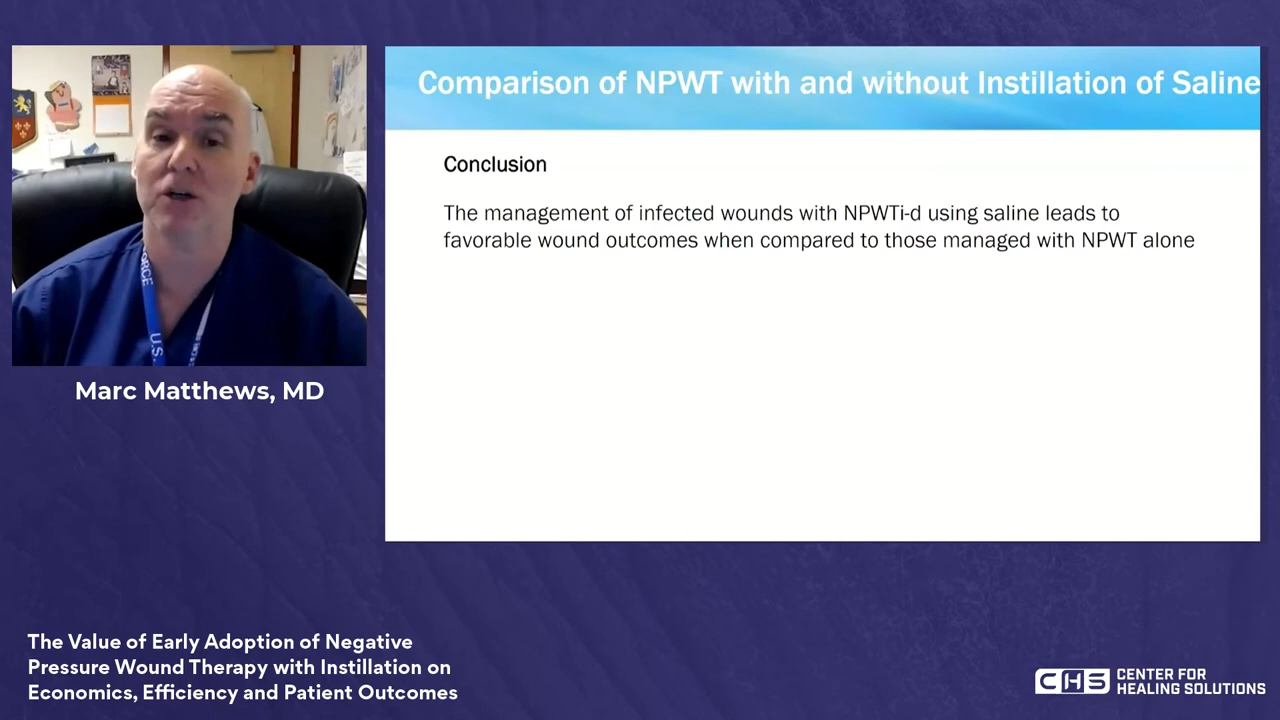 Comparison of NPWT with and without Instillation of Saline
Conclusion
The management of infected wounds with NPWTi-d using saline leads to
favorable wound outcomes when compared to those managed with NPWT alone
ORCE
U.S.
Marc Matthews, MD
The Value of Early Adoption of Negative
Pressure Wound Therapy with Instillation on
Economics, Efficiency and Patient Outcomes
CHS
CENTER FOR
HEALING SOLUTIONS